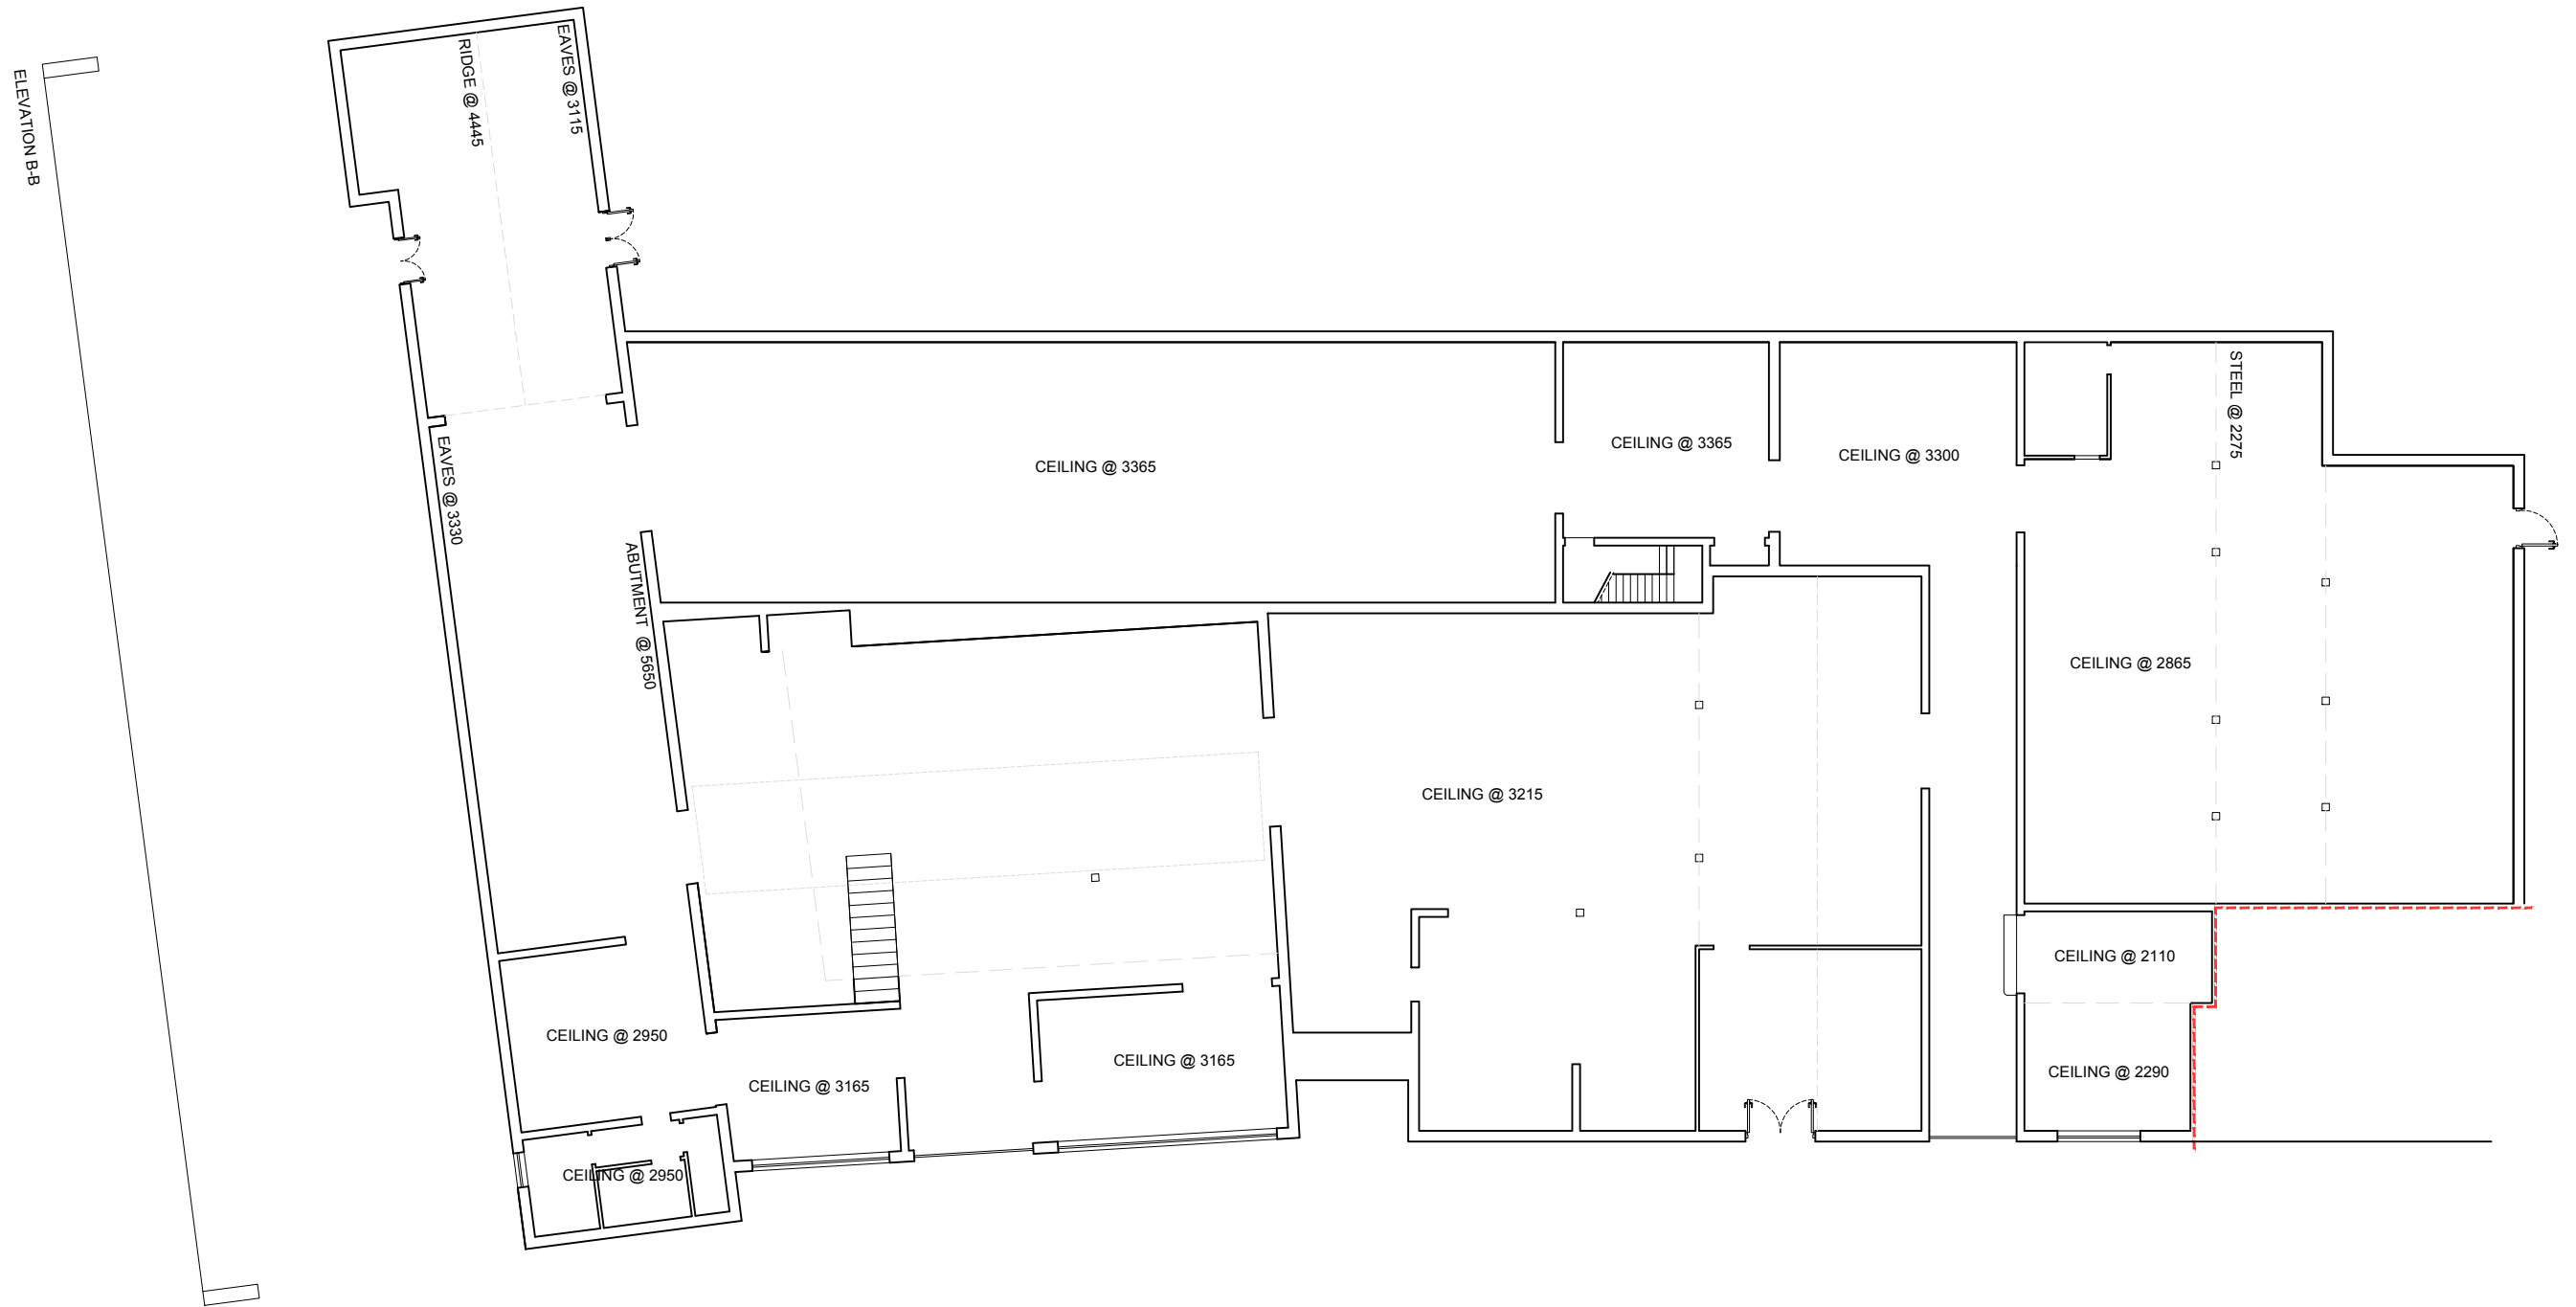 ELEVATION B-B
RIDGE @ 4445
EAVES @ 3115
EAVES @ 3330
ABUTMENT @ 5650
CEILING @ 3365
CEILING @ 3365
CEILING @ 3300
STEEL @ 2275
CEILING @ 2865
CEILING @ 3215
CEILING @ 2110
CEILING @ 2950
CEILING @ 3165
CEILING @ 3165
CEILING @ 2290
CEILING @ 2950